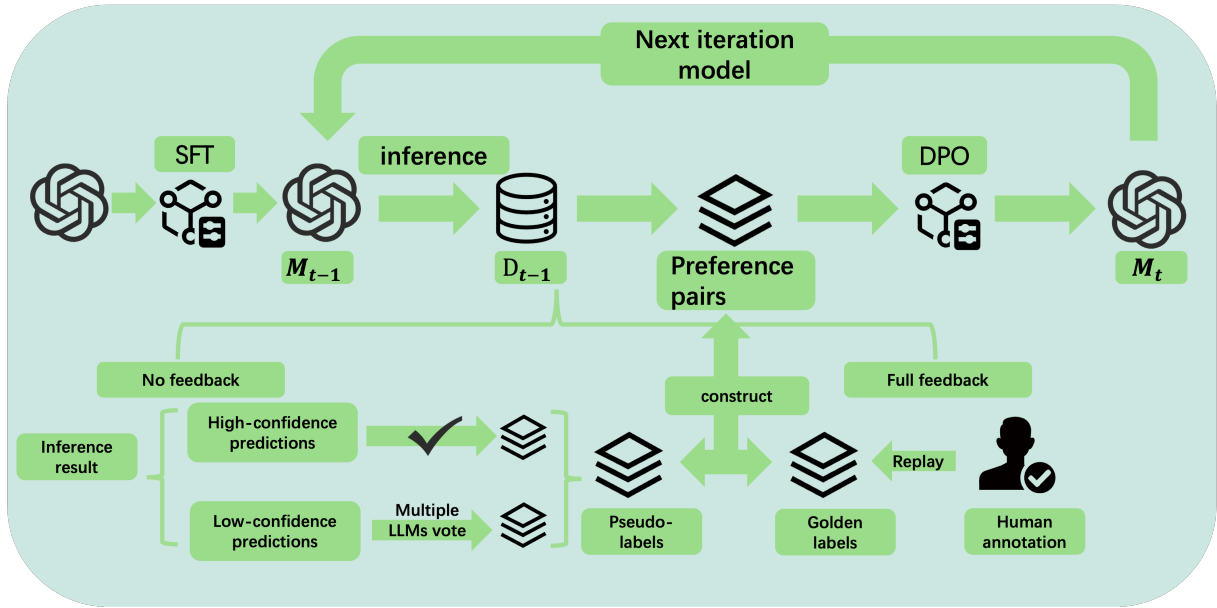 Next iteration
model
SFT
inference
DPO
M_{t-1}
D_{t-1}
Preference
pairs
M_t
No feedback
construct
Full feedback
Inference
result
High-confidence
predictions
Replay
Low-confidence
predictions
Multiple
LLMs vote
Pseudo-
labels
Golden
labels
Human
annotation